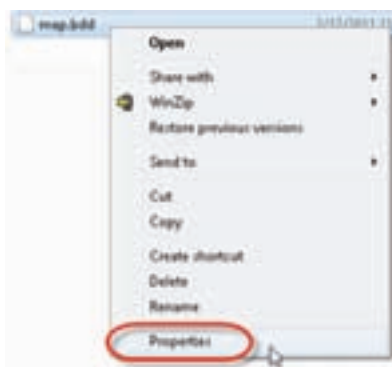 map.bdd
Open
Share with
WinZip
Restore previous versions
Send to
Cut
Copy
Create shortcut
Delete
Rename
Properties